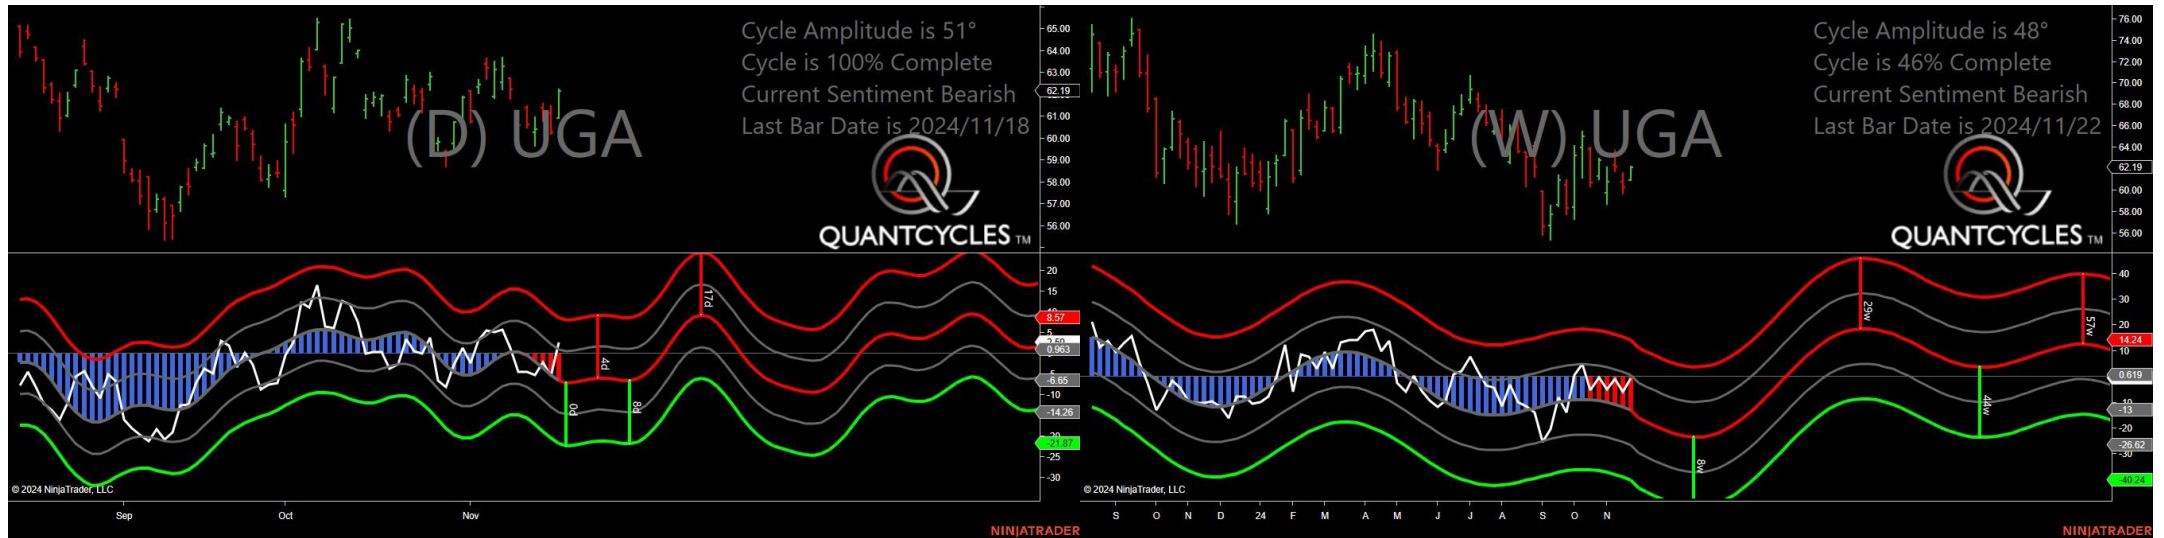 Cycle Amplitude is 51°
Cycle is 100% Complete
Current Sentiment Bearish
Last Bar Date is 2024/11/18
(D) UGA
QUANTCYCLES TM
65.00
64.00
63.00
62.19
61.00
60.00
59.00
58.00
57.00
56.00
20
15
8.57
5
0.963
-6.65
-10
-14.26
-21.87
-25
-30
4d
0d
8d
17d
© 2024 NinjaTrader, LLC
Sep Oct Nov
NINJATRADER
Cycle Amplitude is 48°
Cycle is 46% Complete
Current Sentiment Bearish
Last Bar Date is 2024/11/22
(W) UGA
QUANTCYCLES TM
76.00
74.00
72.00
70.00
68.00
66.00
64.00
62.19
60.00
58.00
56.00
40
30
20
14.24
10
0.619
-13
-20
-26.62
-30
-40.24
8w
29w
44w
57w
© 2024 NinjaTrader, LLC
S O N D 24 F M A M J J A S O N
NINJATRADER